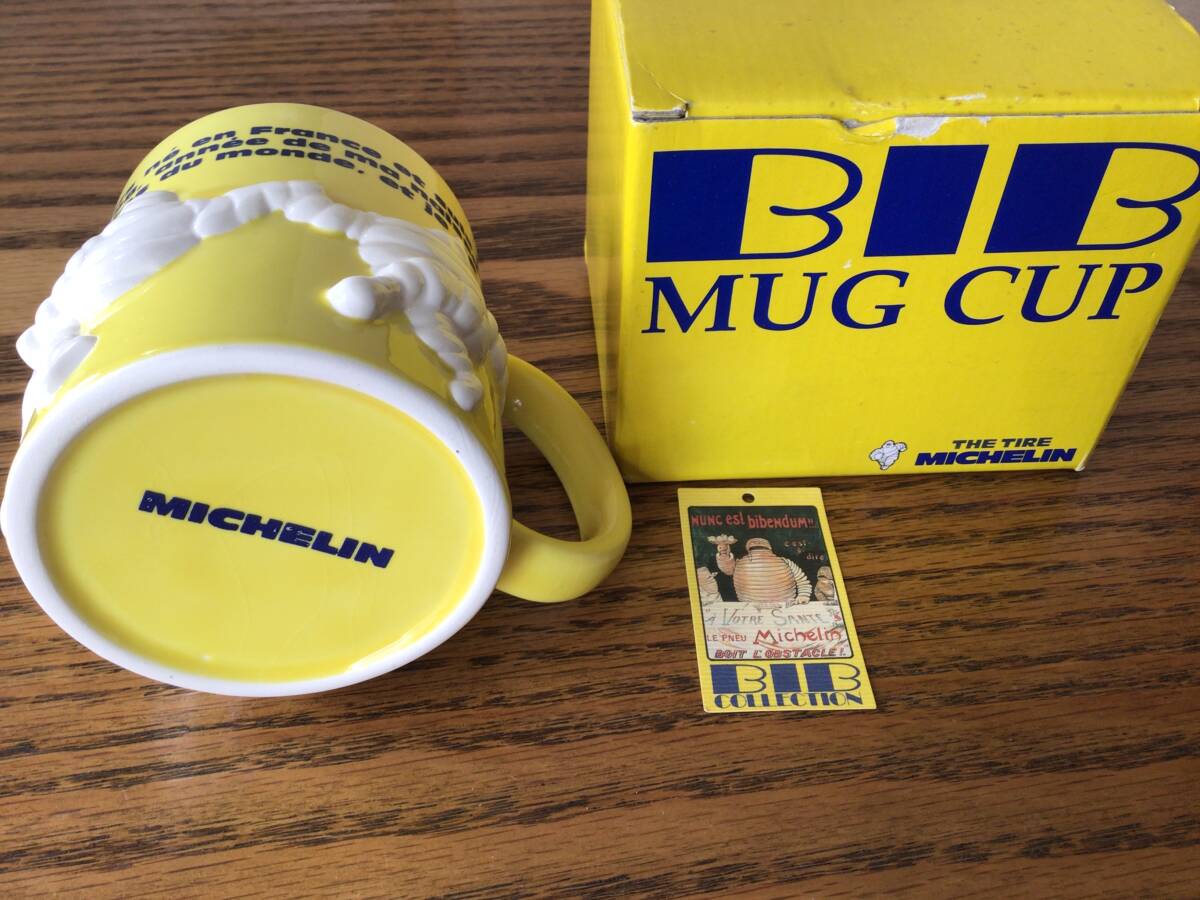 né en France
l'année de ma
du monde, et
MICHELIN
BIB
MUG CUP
THE TIRE
MICHELIN
NUNC est bibendum!!
c'est
à
dire
"À VOTRE SANTÉ"
LE PNEU Michelin
BOIT L'OBSTACLE!
BIB
COLLECTION